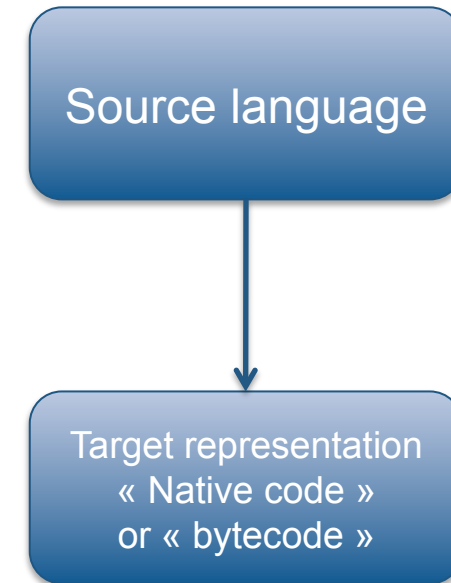 Source language
Target representation
« Native code »
or « bytecode »